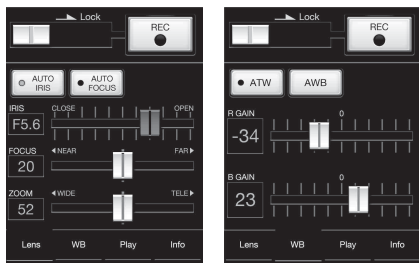 Lock
REC
AUTO IRIS
AUTO FOCUS
IRIS
CLOSE
OPEN
F5.6
FOCUS
NEAR
FAR
20
ZOOM
WIDE
TELE
52
Lens WB Play Info
Lock
REC
ATW
AWB
R GAIN
0
-34
B GAIN
0
23
Lens WB Play Info